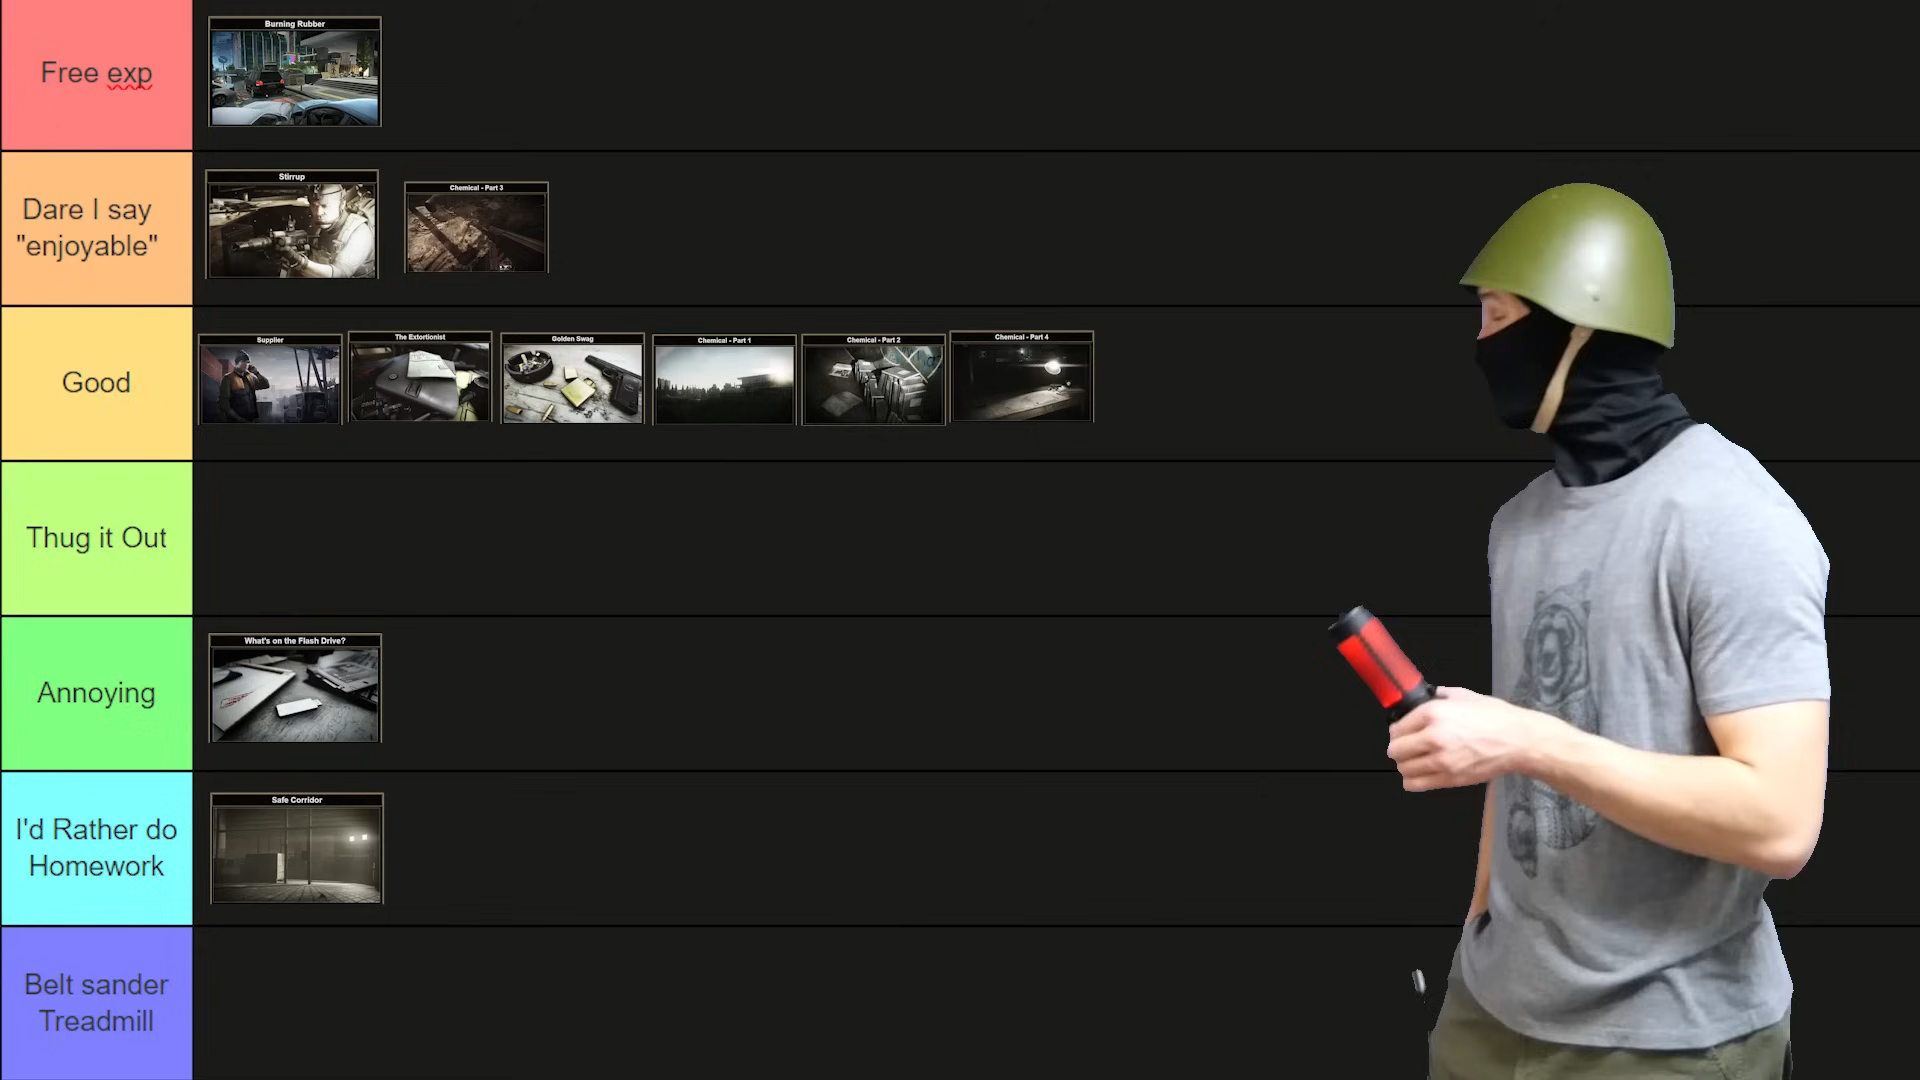 Burning Rubber
Free exp
Stirrup
Chemical - Part 3
Dare I say
"enjoyable"
Supplier
The Extortionist
Golden Swag
Chemical - Part 1
Chemical - Part 2
Chemical - Part 4
Good
Thug it Out
What's on the Flash Drive?
Annoying
Safe Corridor
I'd Rather do
Homework
Belt sander
Treadmill